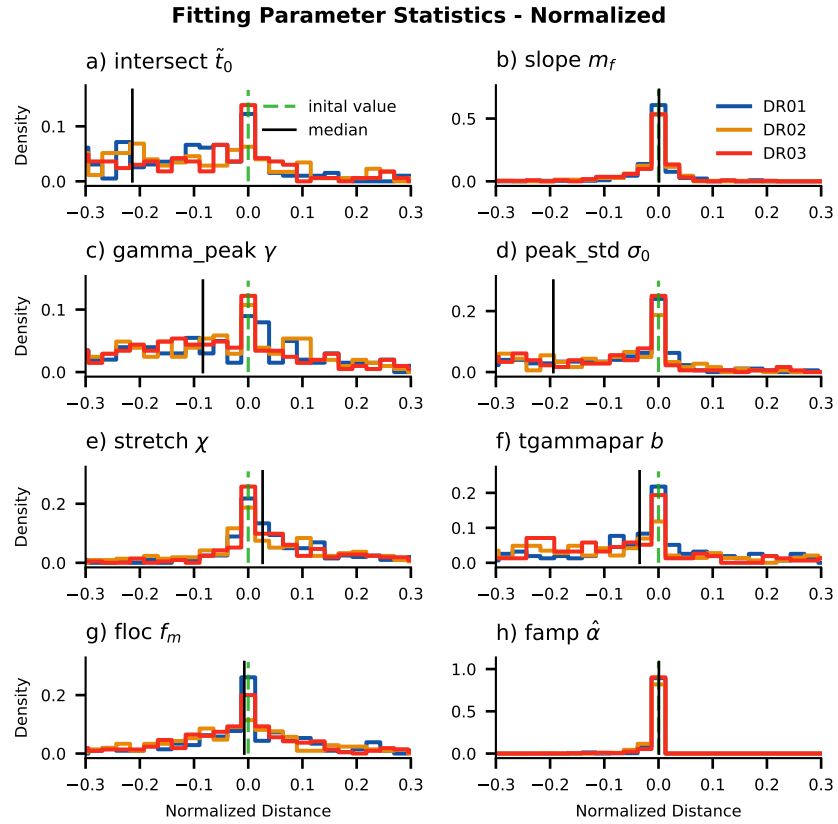 Fitting Parameter Statistics - Normalized
a) intersect t̃₀
b) slope m_f
Density
0.1
0.0
inital value
median
0.5
0.0
DR01
DR02
DR03
−0.3 −0.2 −0.1 0.0 0.1 0.2 0.3
−0.3 −0.2 −0.1 0.0 0.1 0.2 0.3
c) gamma_peak γ
d) peak_std σ₀
Density
0.1
0.0
0.2
0.0
−0.3 −0.2 −0.1 0.0 0.1 0.2 0.3
−0.3 −0.2 −0.1 0.0 0.1 0.2 0.3
e) stretch χ
f) tgammapar b
Density
0.2
0.0
0.2
0.1
0.0
−0.3 −0.2 −0.1 0.0 0.1 0.2 0.3
−0.3 −0.2 −0.1 0.0 0.1 0.2 0.3
g) floc f_m
h) famp α̂
Density
0.2
0.0
1.0
0.5
0.0
−0.3 −0.2 −0.1 0.0 0.1 0.2 0.3
−0.3 −0.2 −0.1 0.0 0.1 0.2 0.3
Normalized Distance
Normalized Distance